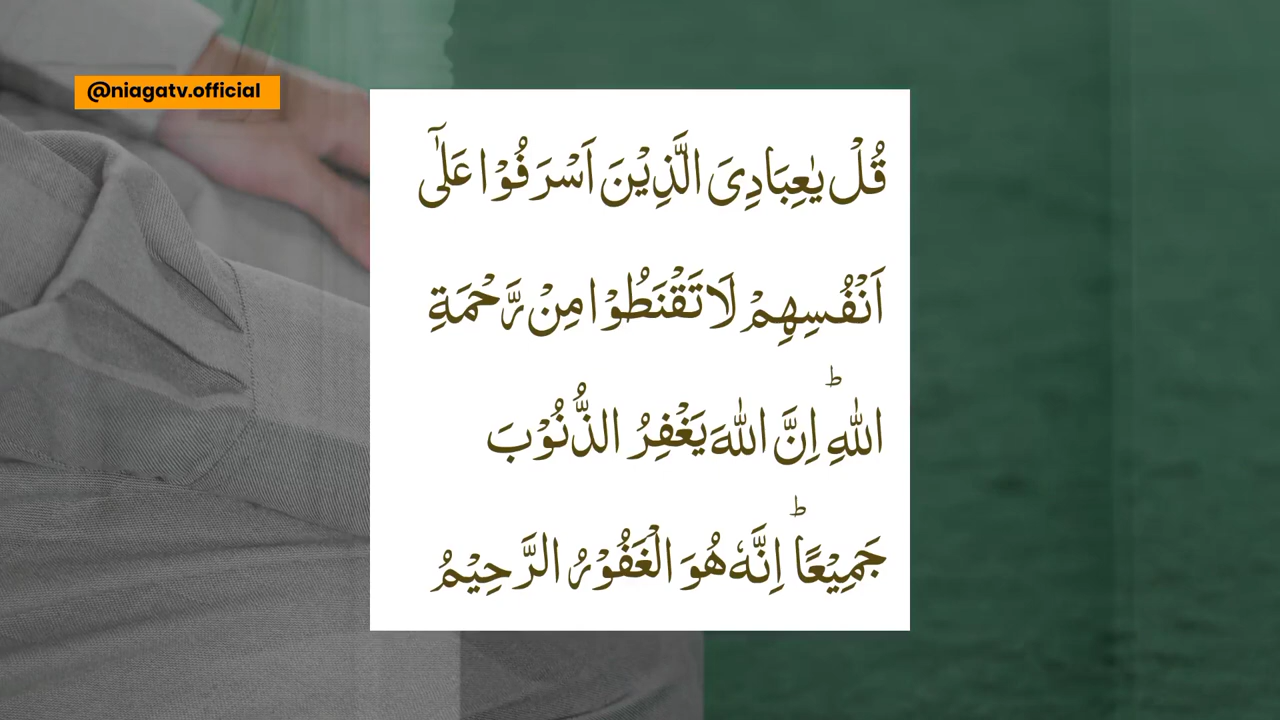 @niagatv.official
قُلْ يٰعِبَادِيَ الَّذِيْنَ اَسْرَفُوْا عَلٰٓى
اَنْفُسِهِمْ لَا تَقْنَطُوْا مِنْ رَّحْمَةِ
اللّٰهِ ۗ اِنَّ اللّٰهَ يَغْفِرُ الذُّنُوْبَ
جَمِيْعًا ۗ اِنَّهٗ هُوَ الْغَفُوْرُ الرَّحِيْمُ